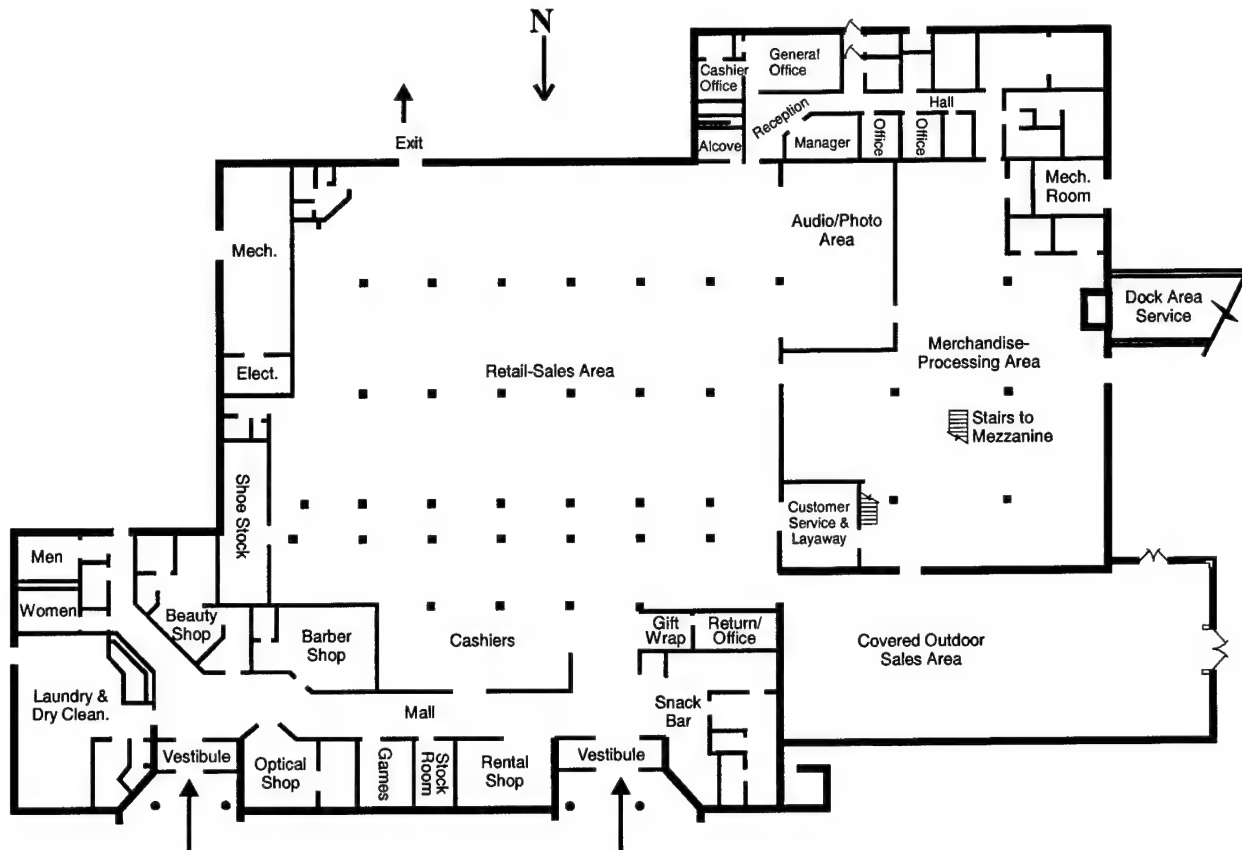 N
General
Office
Cashier
Office
Hall
Reception
Exit
Alcove
Manager
Office
Office
Mech.
Room
Audio/Photo
Area
Mech.
Dock Area
Service
Merchandise-
Processing Area
Elect.
Retail-Sales Area
Stairs to
Mezzanine
Shoe Stock
Customer
Service &
Layaway
Men
Women
Beauty
Shop
Barber
Shop
Cashiers
Gift
Wrap
Return/
Office
Covered Outdoor
Sales Area
Laundry &
Dry Clean.
Mall
Snack
Bar
Vestibule
Optical
Shop
Games
Stock
Room
Rental
Shop
Vestibule